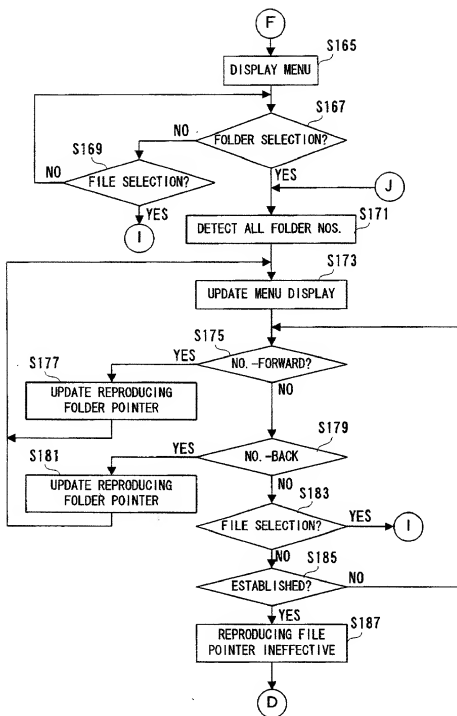 F
S165
DISPLAY MENU
S167
NO
FOLDER SELECTION?
S169
NO
FILE SELECTION?
YES
YES
J
I
DETECT ALL FOLDER NOS.
S171
S173
UPDATE MENU DISPLAY
S175
S177
YES
NO.-FORWARD?
UPDATE REPRODUCING
FOLDER POINTER
NO
S179
S181
YES
NO.-BACK
UPDATE REPRODUCING
FOLDER POINTER
NO
S183
FILE SELECTION?
YES
I
NO
S185
ESTABLISHED?
NO
YES
S187
REPRODUCING FILE
POINTER INEFFECTIVE
D